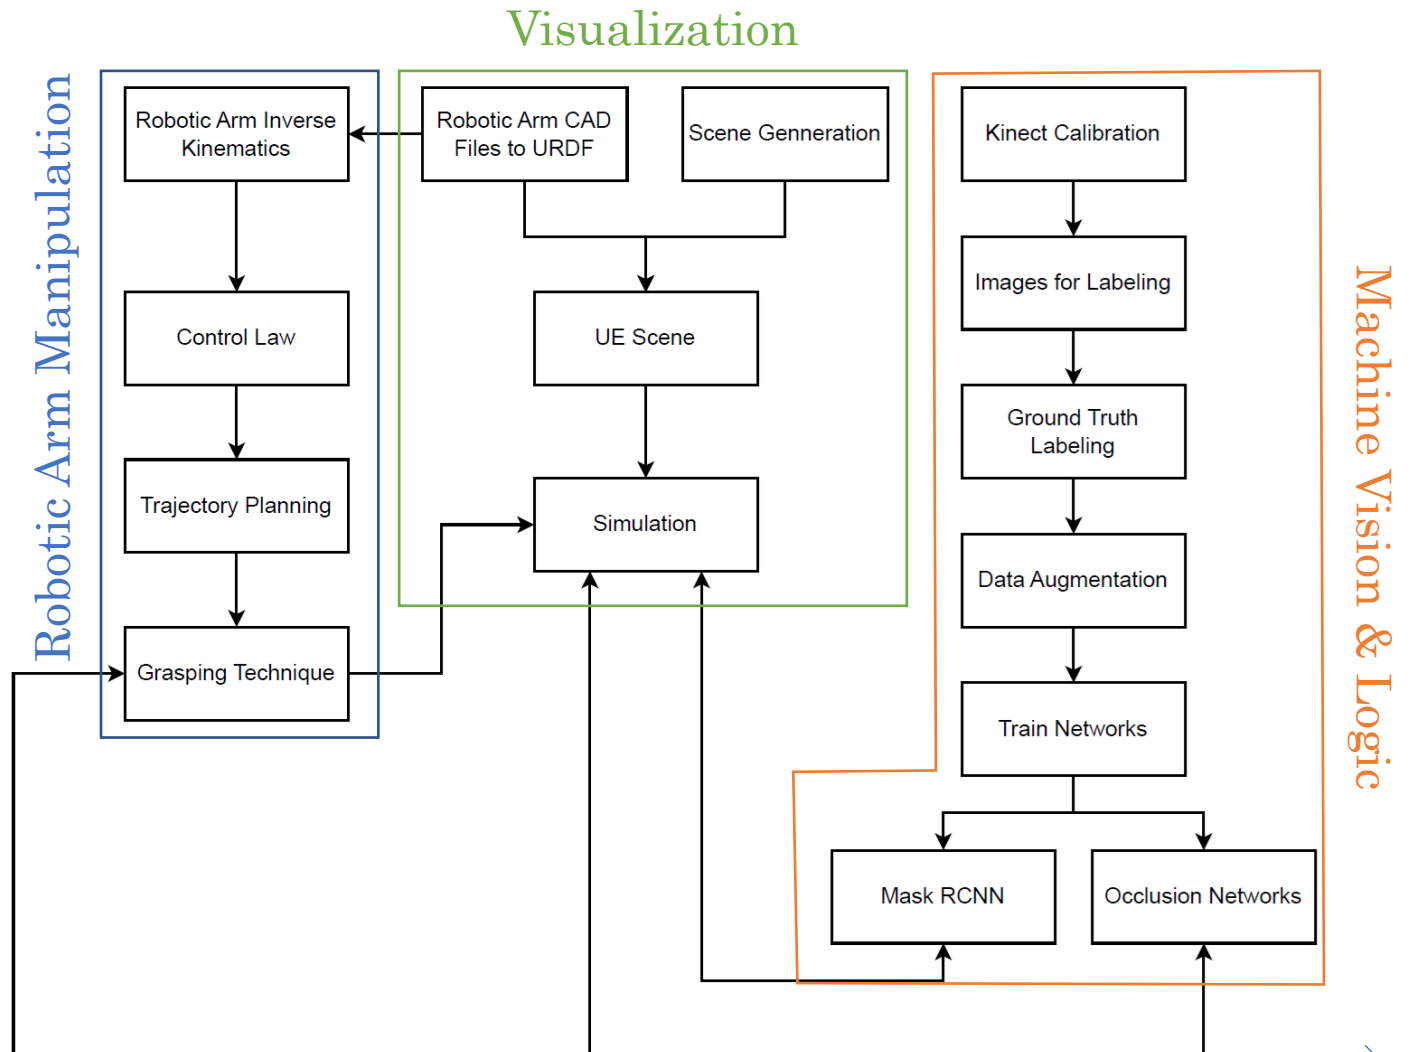 Visualization
Robotic Arm Manipulation
Robotic Arm Inverse
Kinematics
Control Law
Trajectory Planning
Grasping Technique
Robotic Arm CAD
Files to URDF
Scene Genneration
UE Scene
Simulation
Kinect Calibration
Images for Labeling
Ground Truth
Labeling
Data Augmentation
Train Networks
Mask RCNN
Occlusion Networks
Machine Vision & Logic